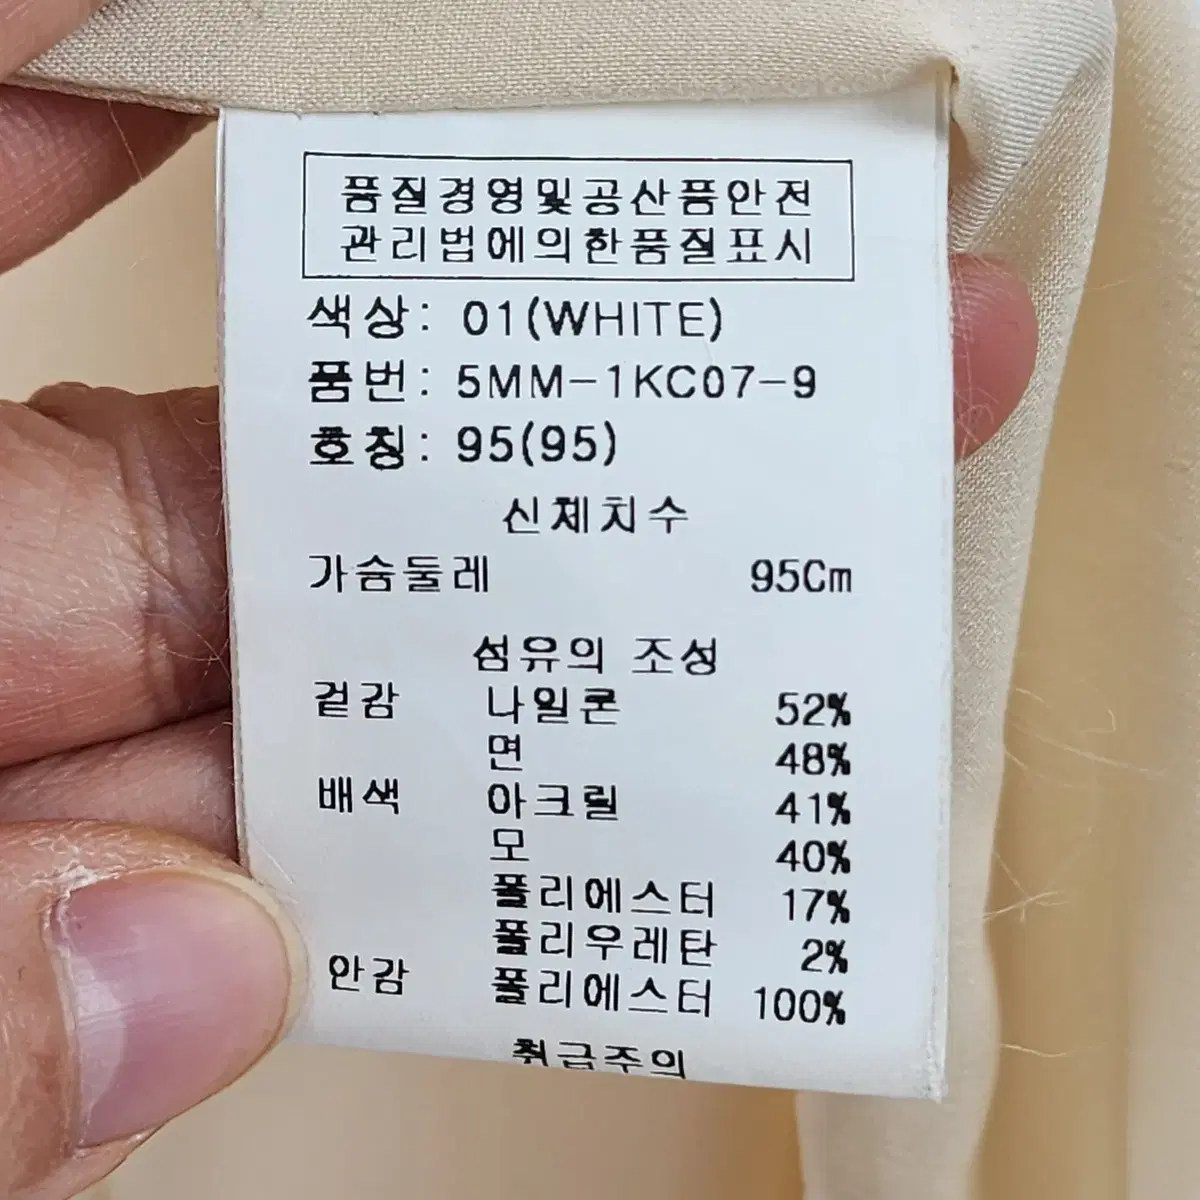 품질경영및공산품안전
관리법에의한품질표시
색상: 01(WHITE)
품번: 5MM-1KC07-9
호칭: 95(95)
신체치수
가슴둘레 95Cm
섬유의 조성
겉감 나일론 52%
면 48%
배색 아크릴 41%
모 40%
폴리에스터 17%
폴리우레탄 2%
안감 폴리에스터 100%
취급주의